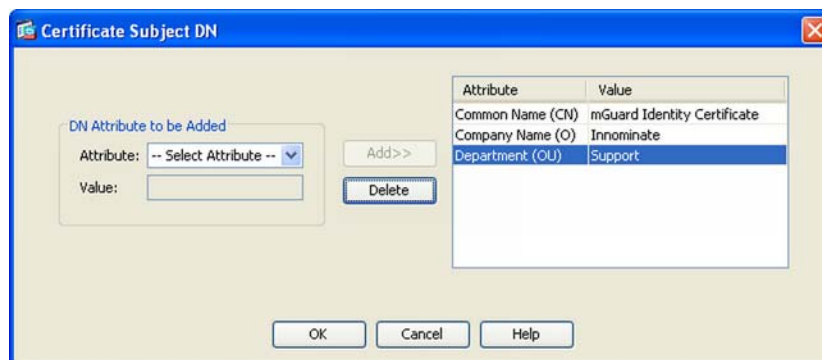 Certificate Subject DN
DN Attribute to be Added
Attribute: -- Select Attribute --
Value:
Add>>
Delete
Attribute Value
Common Name (CN) mGuard Identity Certificate
Company Name (O) Innominate
Department (OU) Support
OK Cancel Help